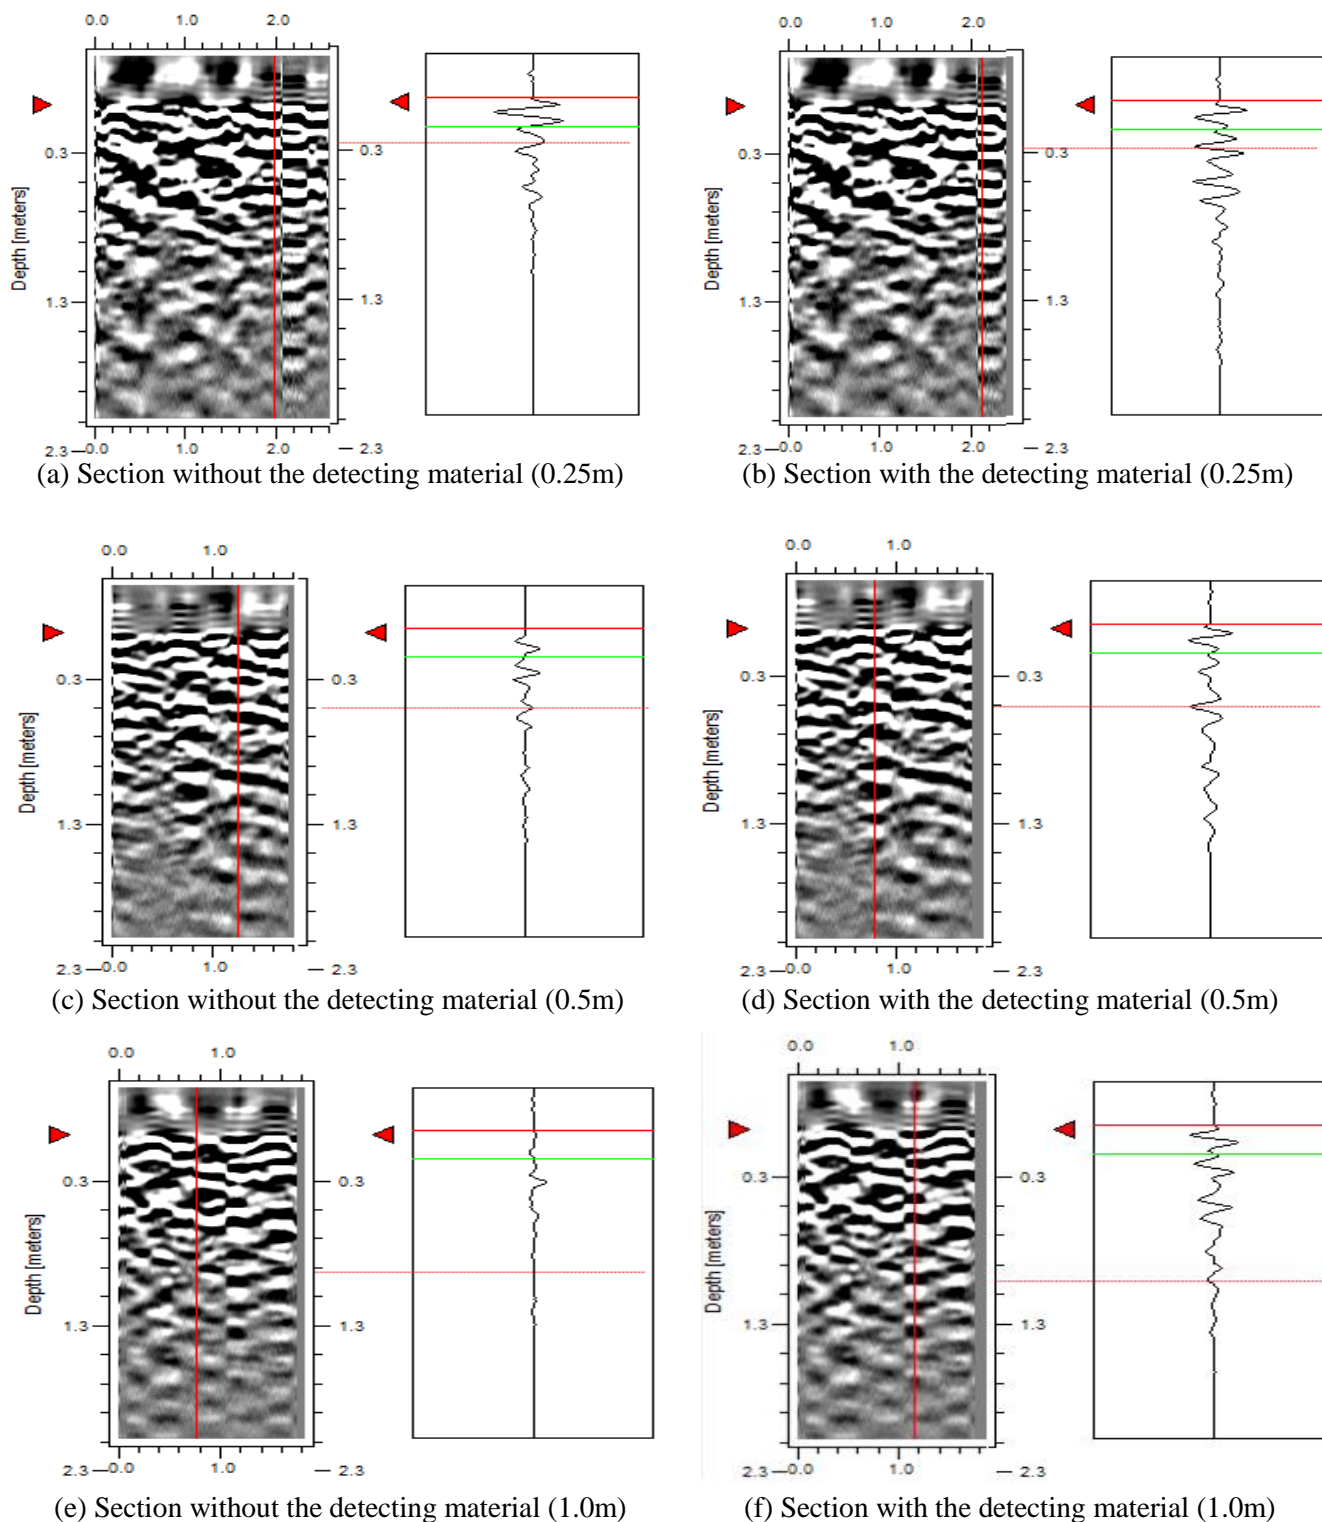 0.0 1.0 2.0
0.3 0.3
Depth [meters]
1.3 1.3
2.3 0.0 1.0 2.0 2.3
(a) Section without the detecting material (0.25m)
0.0 1.0 2.0
0.3 0.3
Depth [meters]
1.3 1.3
2.3 0.0 1.0 2.0 2.3
(b) Section with the detecting material (0.25m)
0.0 1.0
0.3 0.3
Depth [meters]
1.3 1.3
2.3 0.0 1.0 2.3
(c) Section without the detecting material (0.5m)
0.0 1.0
0.3 0.3
Depth [meters]
1.3 1.3
2.3 0.0 1.0 2.3
(d) Section with the detecting material (0.5m)
0.0 1.0
0.3 0.3
Depth [meters]
1.3 1.3
2.3 0.0 1.0 2.3
(e) Section without the detecting material (1.0m)
0.0 1.0
0.3 0.3
Depth [meters]
1.3 1.3
2.3 0.0 1.0 2.3
(f) Section with the detecting material (1.0m)